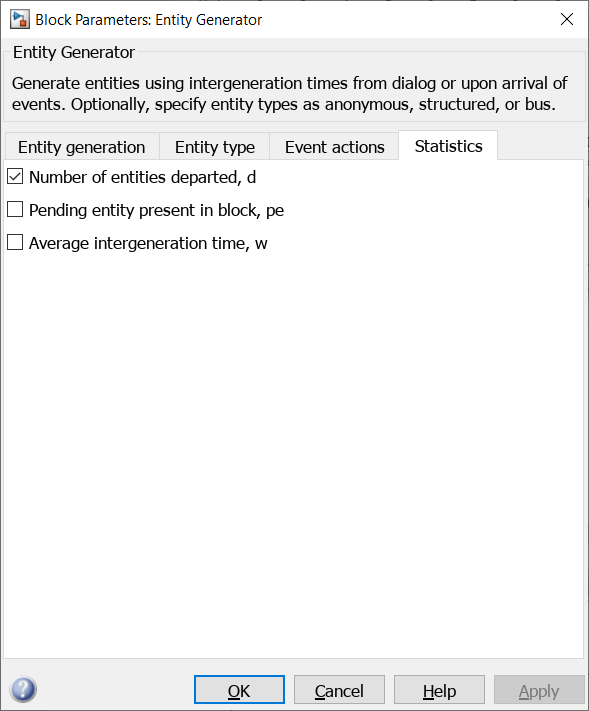 Block Parameters: Entity Generator
Entity Generator
Generate entities using intergeneration times from dialog or upon arrival of
events. Optionally, specify entity types as anonymous, structured, or bus.
Entity generation Entity type Event actions Statistics
Number of entities departed, d
Pending entity present in block, pe
Average intergeneration time, w
? OK Cancel Help Apply